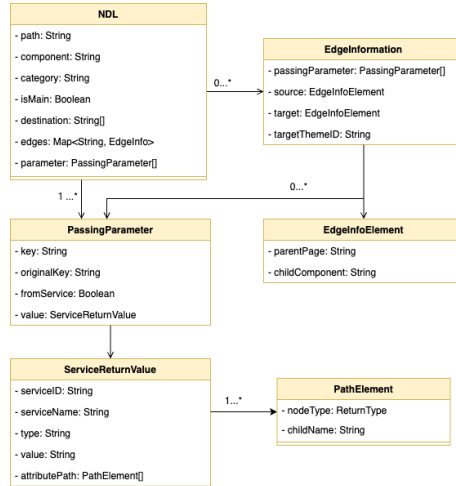 NDL
- path: String
- component: String
- category: String
- isMain: Boolean
- destination: String[]
- edges: Map<String, EdgeInfo>
- parameter: PassingParameter[]
0...*
EdgeInformation
- passingParameter: PassingParameter[]
- source: EdgeInfoElement
- target: EdgeInfoElement
- targetThemeID: String
1 ...*
0...*
PassingParameter
- key: String
- originalKey: String
- fromService: Boolean
- value: ServiceReturnValue
EdgeInfoElement
- parentPage: String
- childComponent: String
ServiceReturnValue
- serviceID: String
- serviceName: String
- type: String
- value: String
- attributePath: PathElement[]
1...*
PathElement
- nodeType: ReturnType
- childName: String